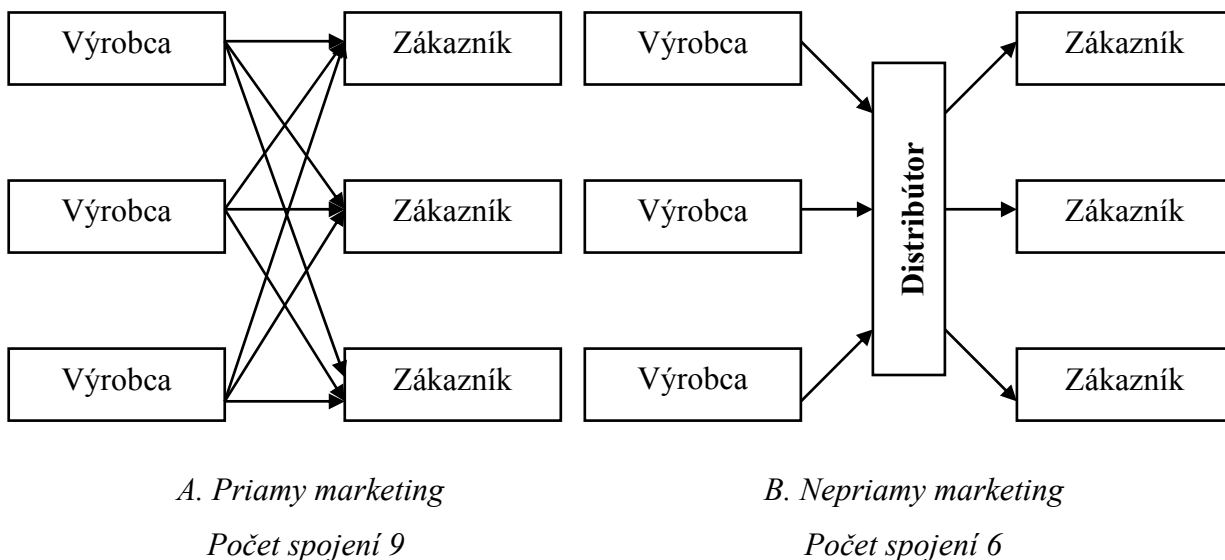 Výrobca
Zákazník
Výrobca
Zákazník
Výrobca
Zákazník
Výrobca
Zákazník
Výrobca
Zákazník
Výrobca
Zákazník
Distribútor
A. Priamy marketing
Počet spojení 9
B. Nepriamy marketing
Počet spojení 6